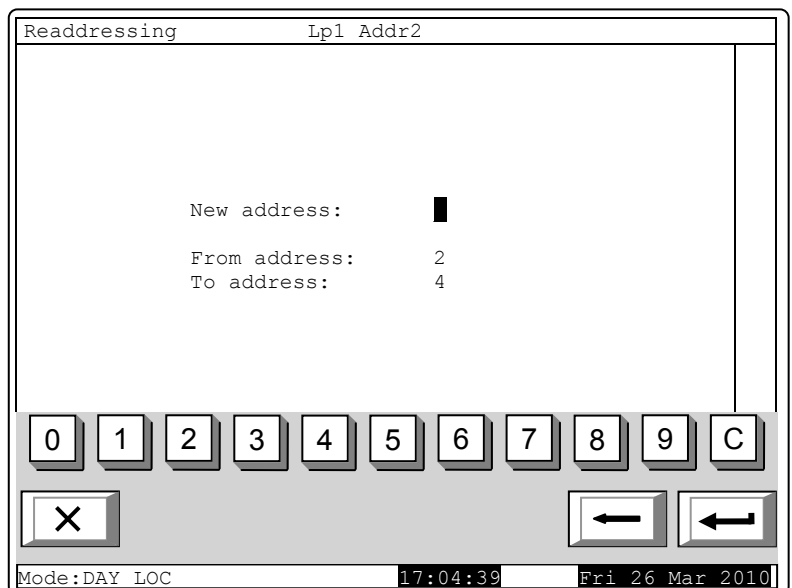 Readdressing Lp1 Addr2
New address:
From address: 2
To address: 4
0 1 2 3 4 5 6 7 8 9 C
Mode:DAY LOC 17:04:39 Fri 26 Mar 2010